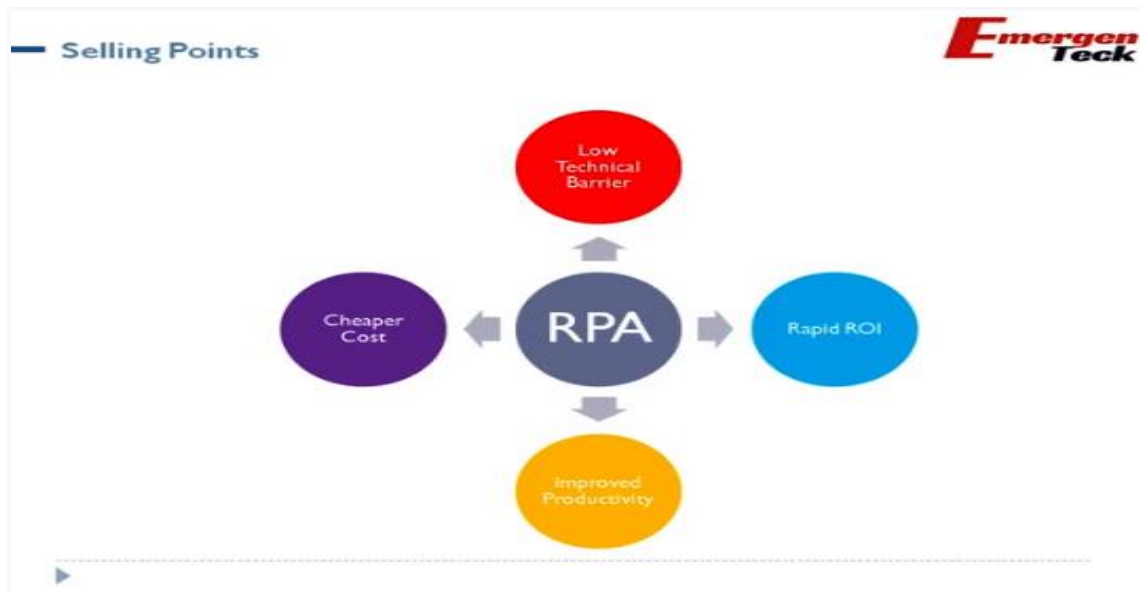 Selling Points
Emergen
Teck
Low
Technical
Barrier
Cheaper
Cost
RPA
Rapid ROI
Improved
Productivity